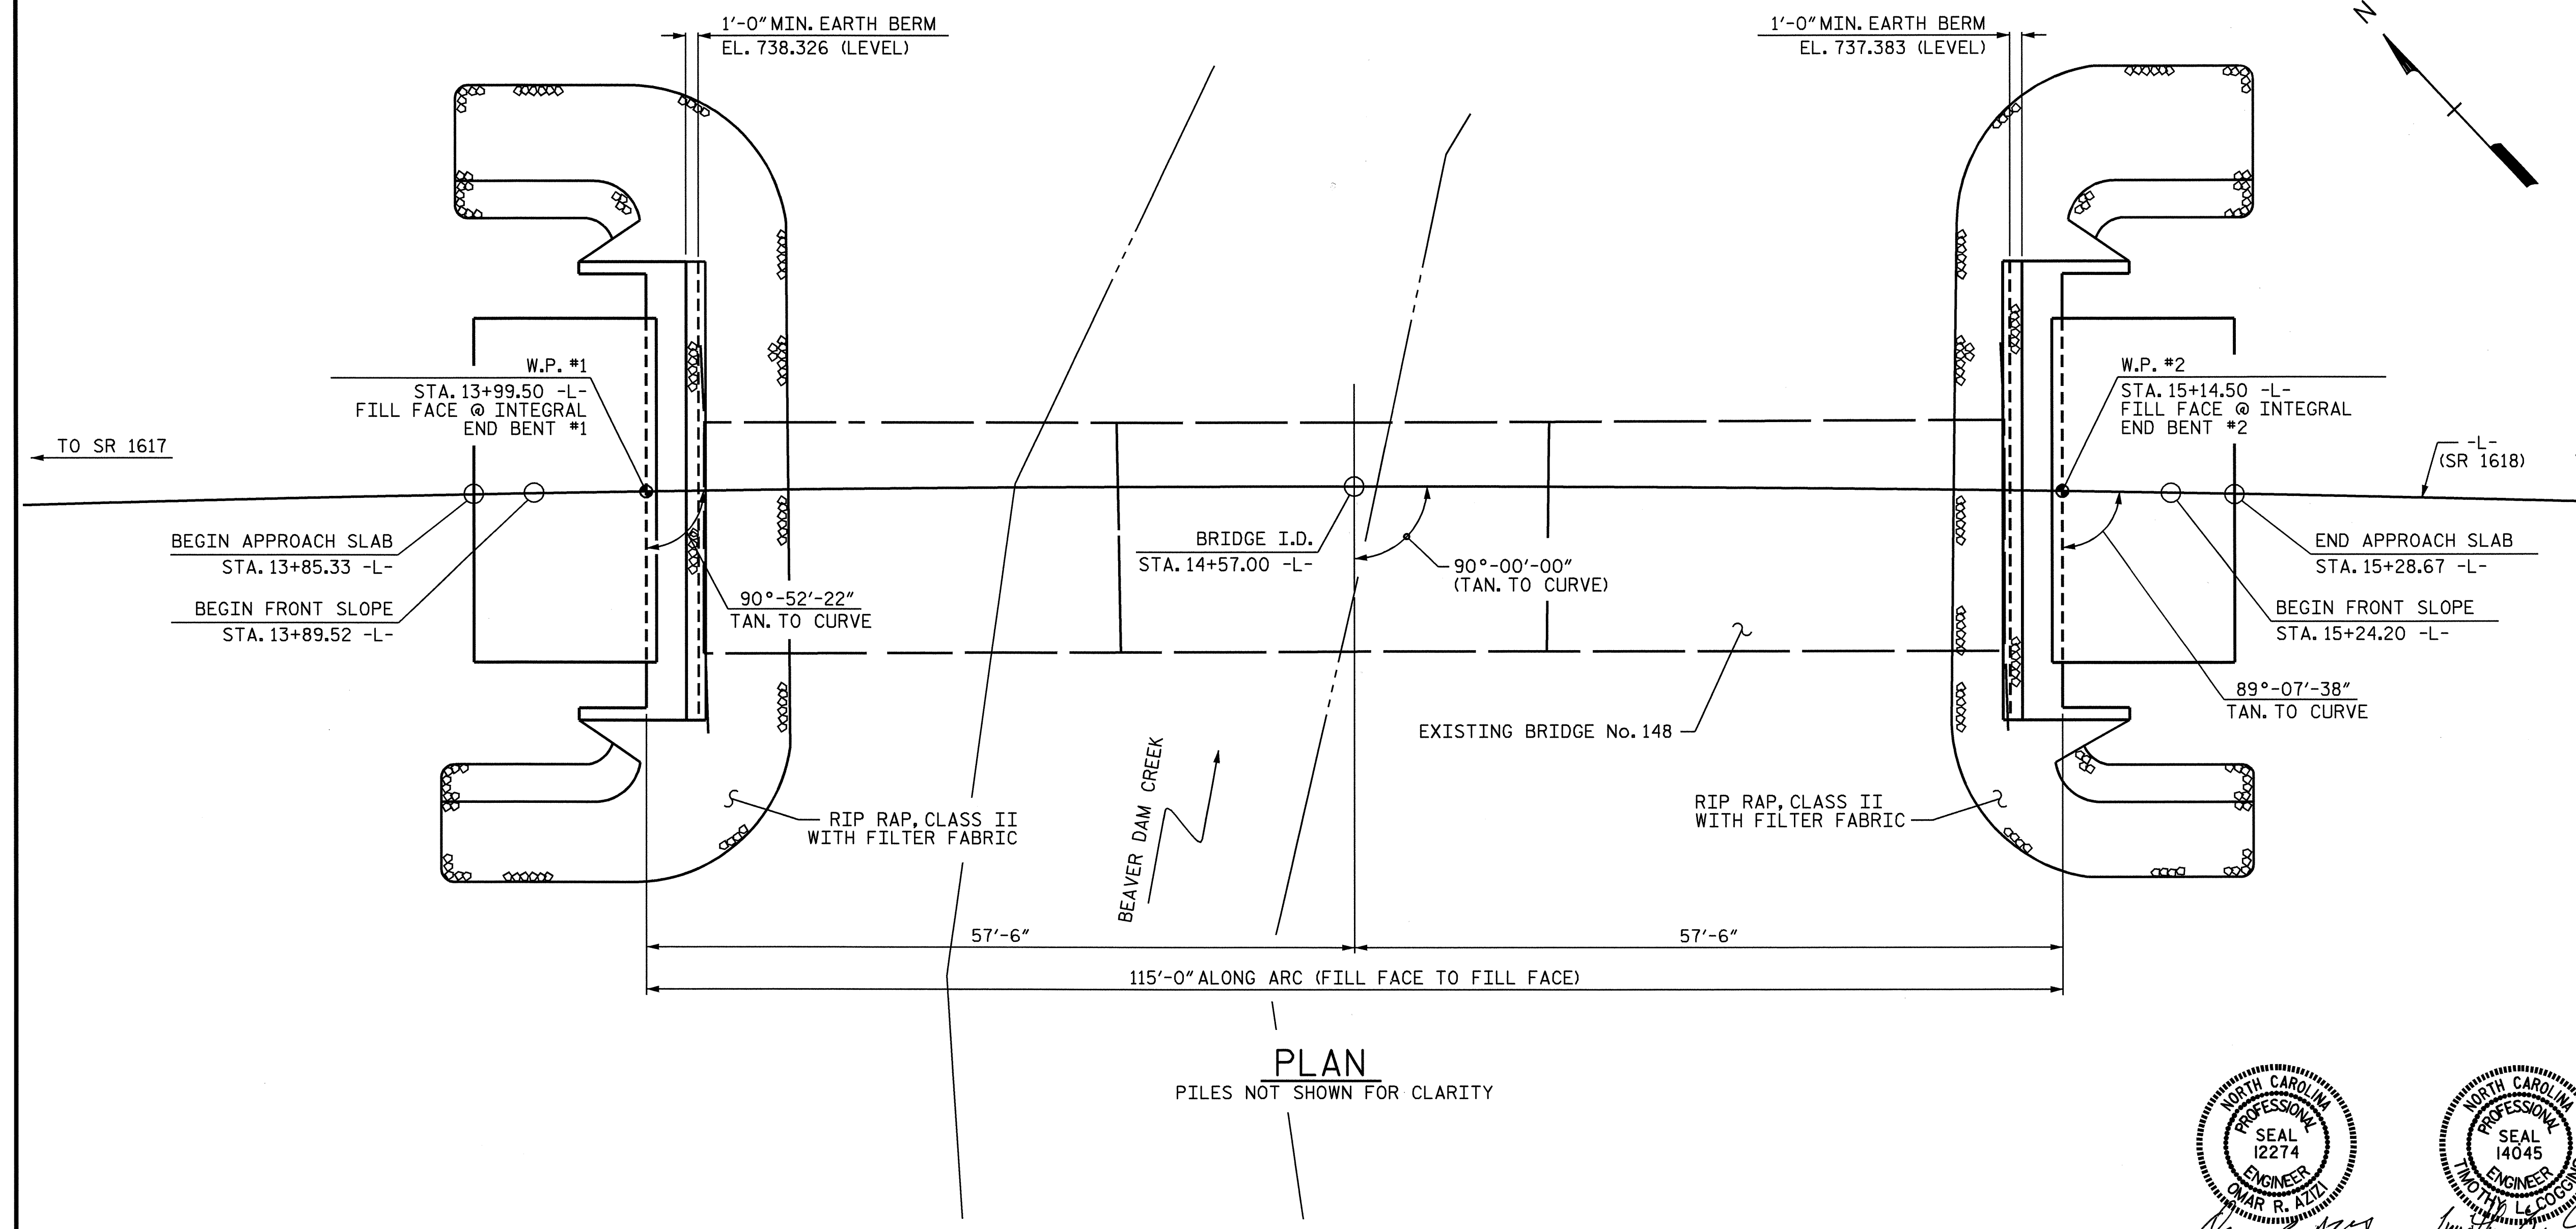 1'-0" MIN. EARTH BERM
EL. 738.326 (LEVEL)
1'-0" MIN. EARTH BERM
EL. 737.383 (LEVEL)
N
W.P. #1
STA. 13+99.50 -L-
FILL FACE @ INTEGRAL
END BENT #1
W.P. #2
STA. 15+14.50 -L-
FILL FACE @ INTEGRAL
END BENT #2
TO SR 1617
-L-
(SR 1618)
BEGIN APPROACH SLAB
STA. 13+85.33 -L-
BEGIN FRONT SLOPE
STA. 13+89.52 -L-
90°-52'-22"
TAN. TO CURVE
BRIDGE I.D.
STA. 14+57.00 -L-
90°-00'-00"
(TAN. TO CURVE)
END APPROACH SLAB
STA. 15+28.67 -L-
BEGIN FRONT SLOPE
STA. 15+24.20 -L-
89°-07'-38"
TAN. TO CURVE
EXISTING BRIDGE No. 148
RIP RAP, CLASS II
WITH FILTER FABRIC
BEAVER DAM CREEK
RIP RAP, CLASS II
WITH FILTER FABRIC
57'-6"
57'-6"
115'-0" ALONG ARC (FILL FACE TO FILL FACE)
PLAN
PILES NOT SHOWN FOR CLARITY
NORTH CAROLINA
PROFESSIONAL
SEAL
12274
ENGINEER
OMAR R. AZIZI
NORTH CAROLINA
PROFESSIONAL
SEAL
14045
ENGINEER
TIMOTHY L. COGGINS